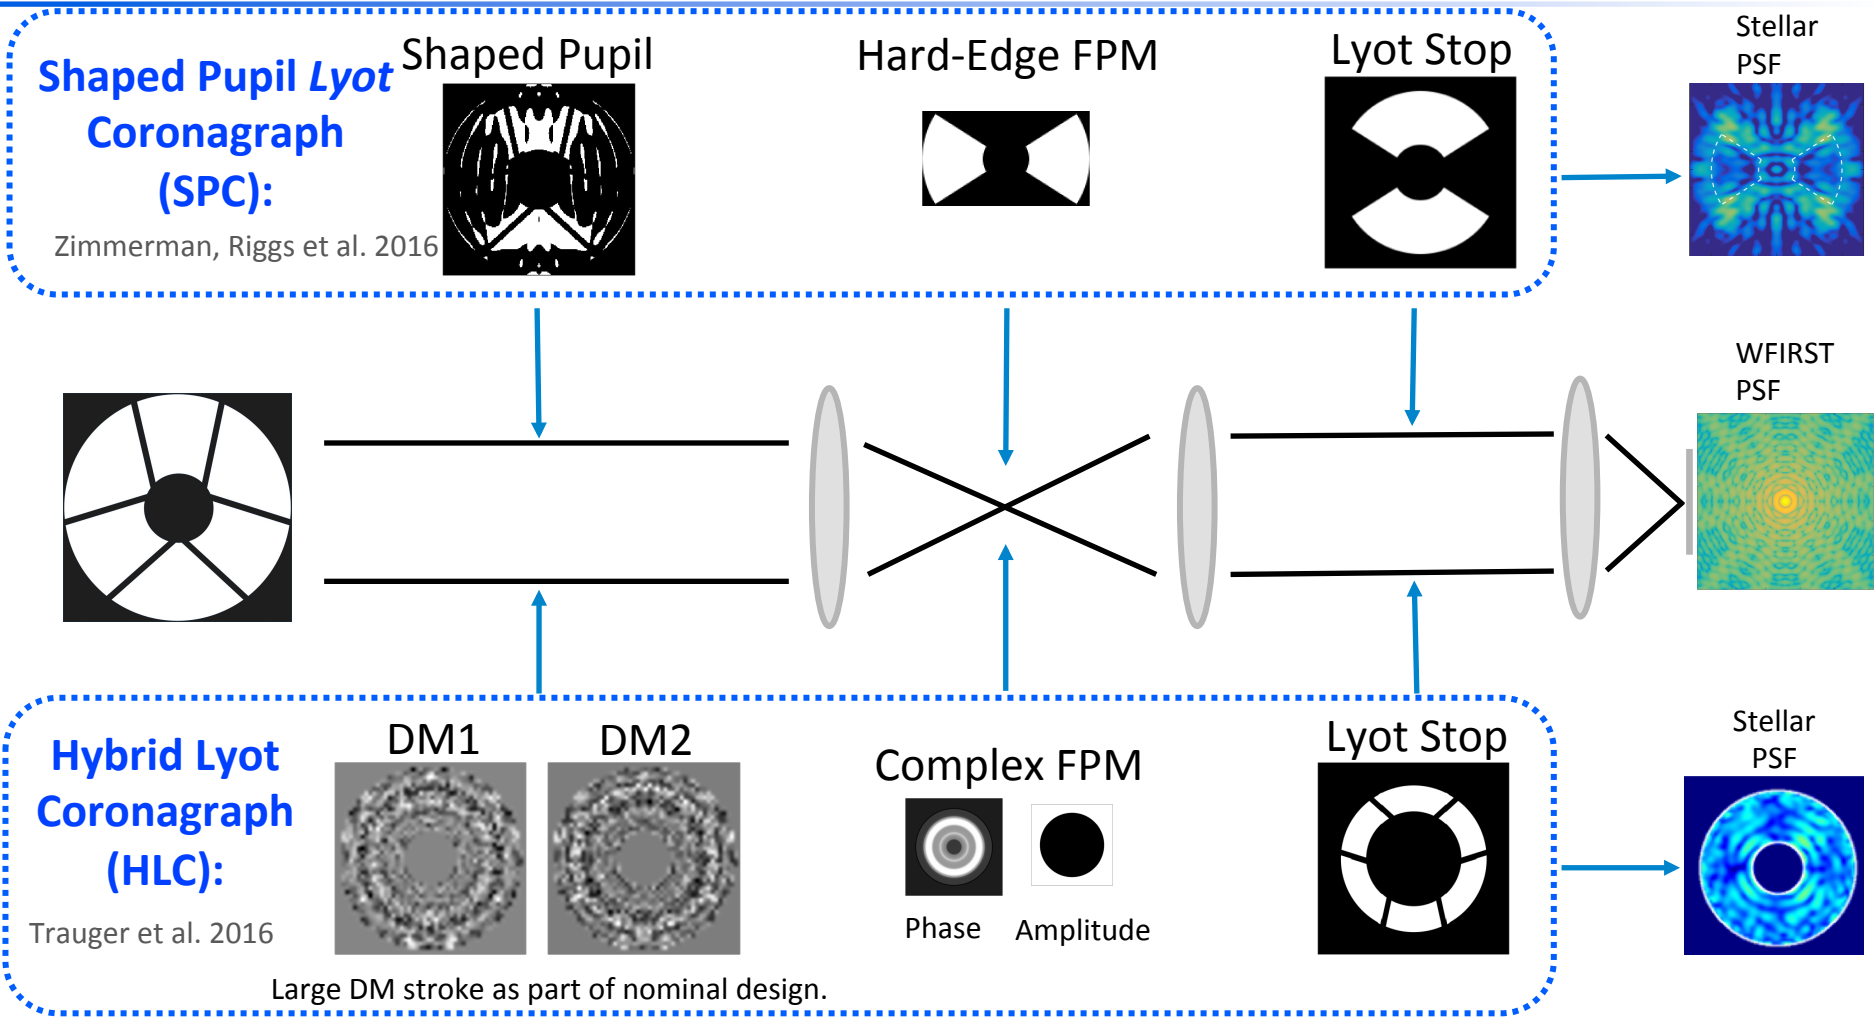 Shaped Pupil Lyot
Coronagraph
(SPC):
Zimmerman, Riggs et al. 2016
Shaped Pupil
Hard-Edge FPM
Lyot Stop
Stellar
PSF
WFIRST
PSF
Hybrid Lyot
Coronagraph
(HLC):
Trauger et al. 2016
DM1
DM2
Complex FPM
Phase
Amplitude
Lyot Stop
Stellar
PSF
Large DM stroke as part of nominal design.